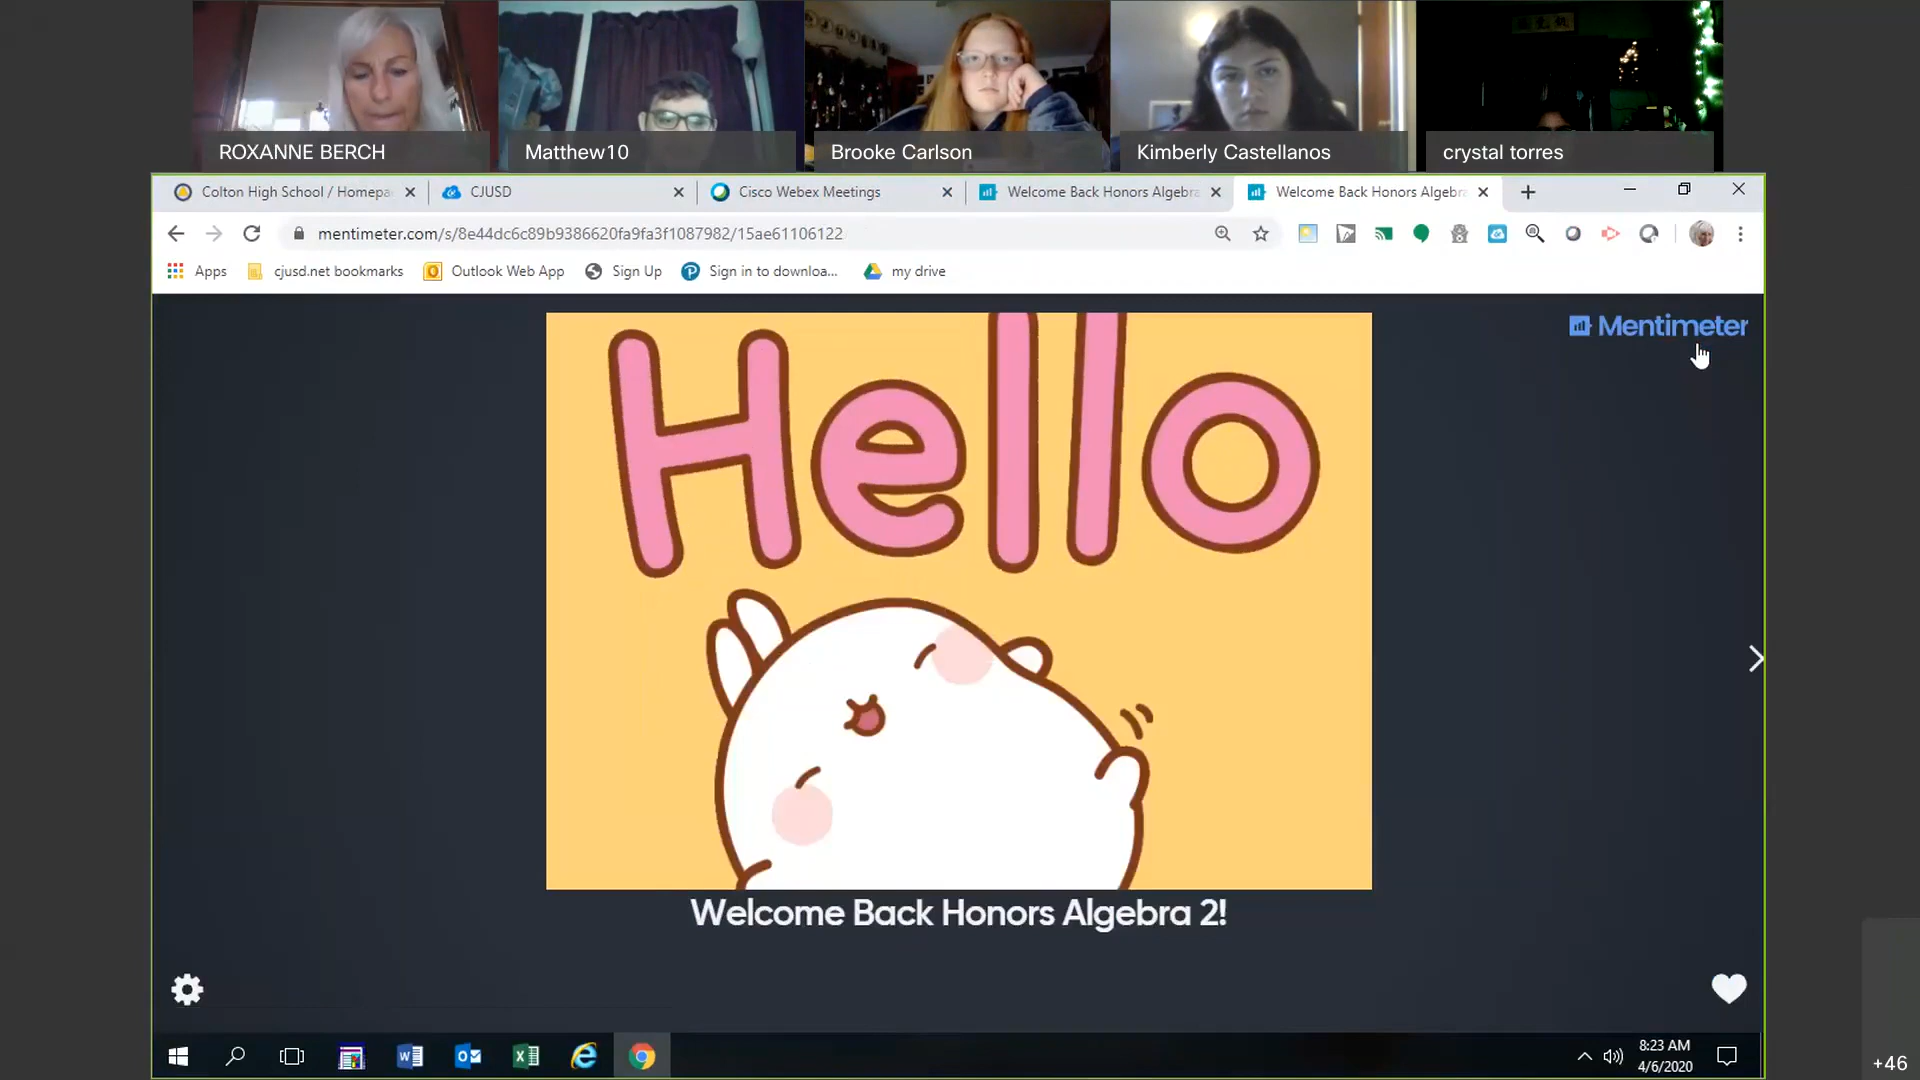 ROXANNE BERCH
Matthew10
Brooke Carlson
Kimberly Castellanos
crystal torres
Colton High School / Homepa
CJUSD
Cisco Webex Meetings
Welcome Back Honors Algebra
Welcome Back Honors Algebra
mentimeter.com/s/8e44dc6c89b9386620fa9fa3f1087982/15ae61106122
Apps
cjusd.net bookmarks
Outlook Web App
Sign Up
Sign in to downloa...
my drive
Mentimeter
Hello
Welcome Back Honors Algebra 2!
8:23 AM
4/6/2020
+46